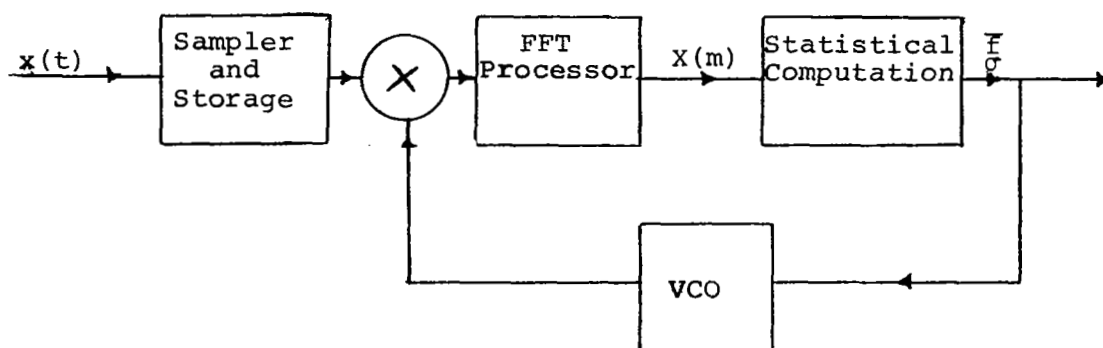 x(t)
Sampler
and
Storage
X
FFT
Processor
X(m)
Statistical
Computation
f̅
σ
VCO